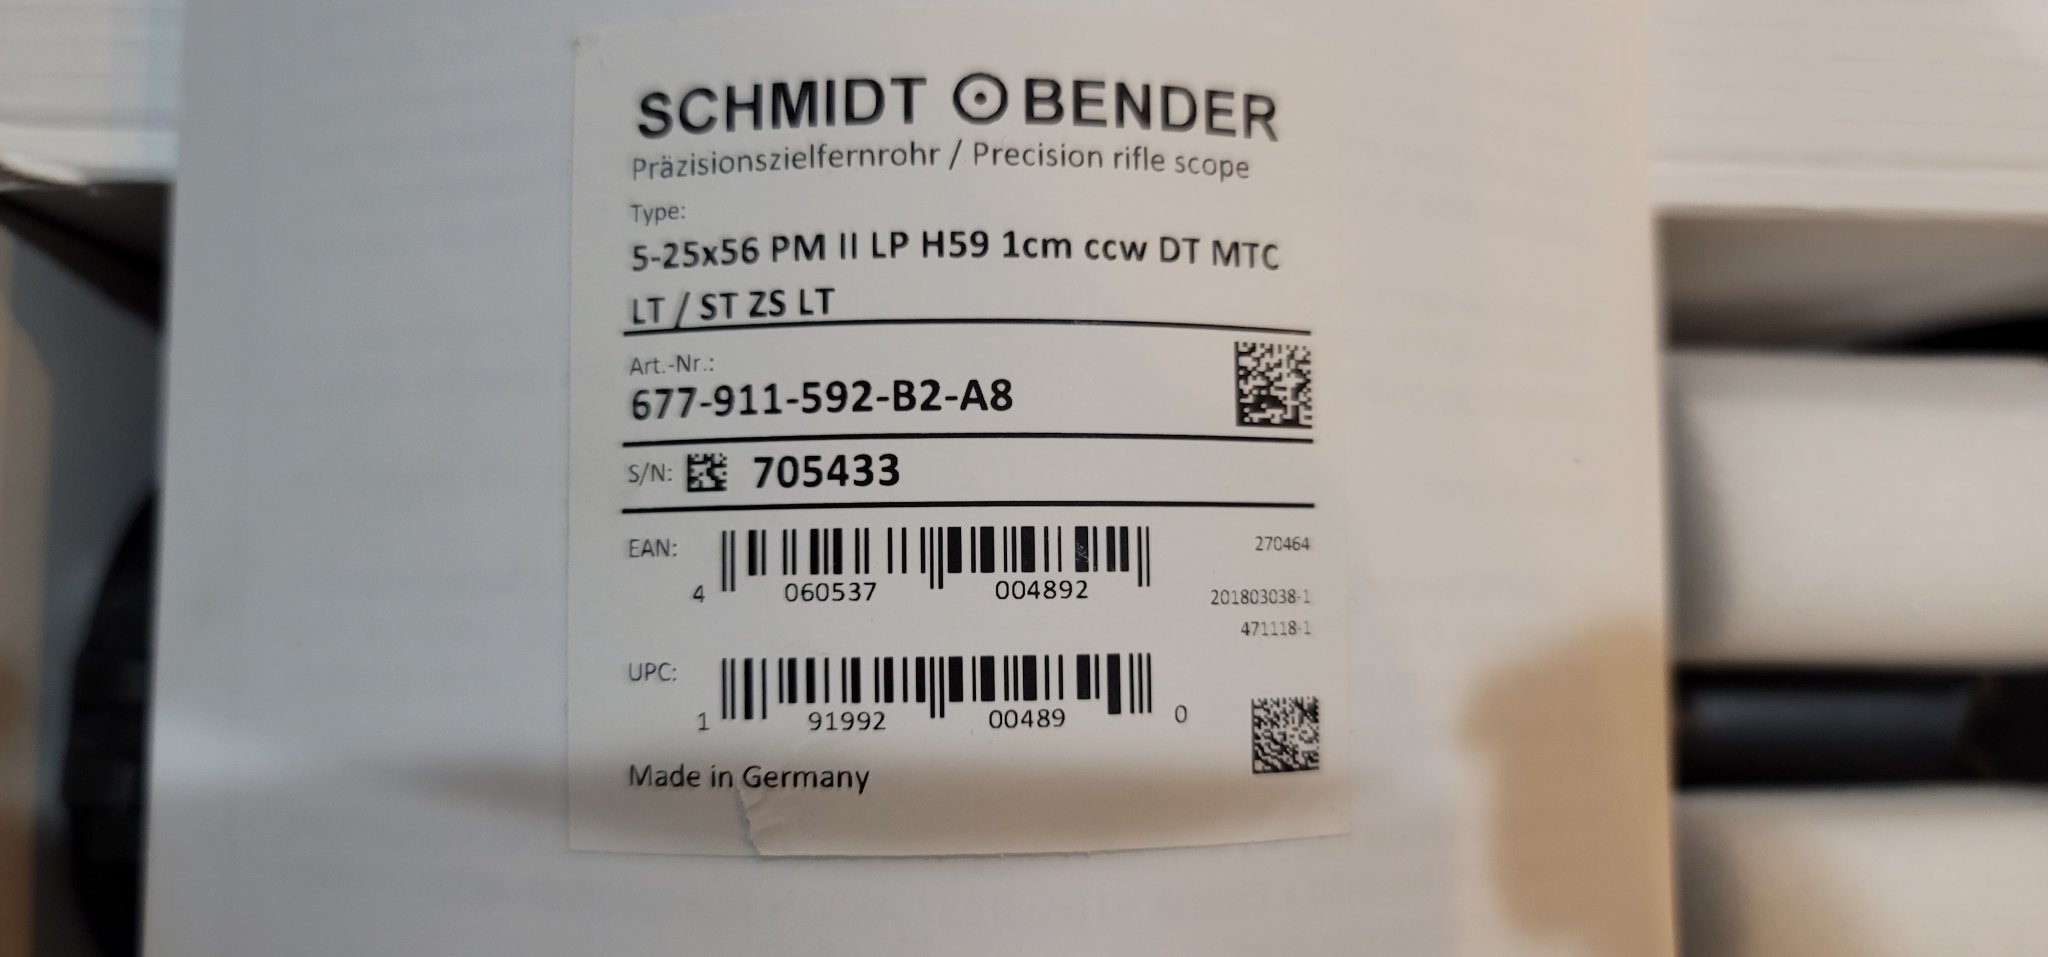 SCHMIDT BENDER
Präzisionszielfernrohr / Precision rifle scope
Type:
5-25x56 PM II LP H59 1cm ccw DT MTC
LT / ST ZS LT
Art.-Nr.:
677-911-592-B2-A8
S/N: 705433
EAN:
270464
4 060537 004892
201803038-1
471118-1
UPC:
1 91992 00489 0
Made in Germany